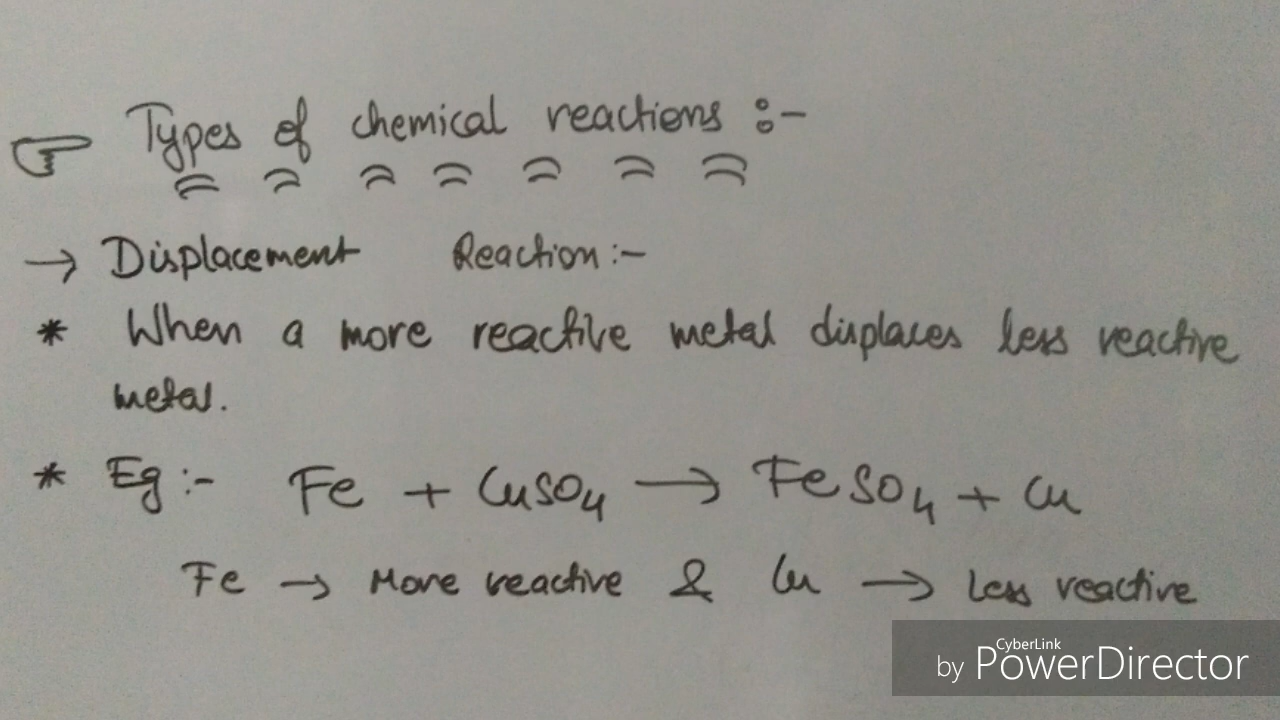 Types of chemical reactions :-
→ Displacement Reaction :-
* When a more reactive metal displaces less reactive
metal.
* Eg :- Fe + CuSO4 → FeSO4 + Cu
Fe → More reactive & Cu → Less reactive
CyberLink
by PowerDirector